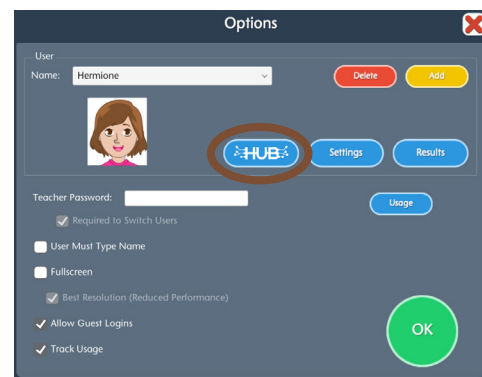 Options
User
Name: Hermione Delete Add
HUB Settings Results
Teacher Password: Usage
Required to Switch Users
User Must Type Name
Fullscreen
Best Resolution (Reduced Performance)
Allow Guest Logins
OK
Track Usage